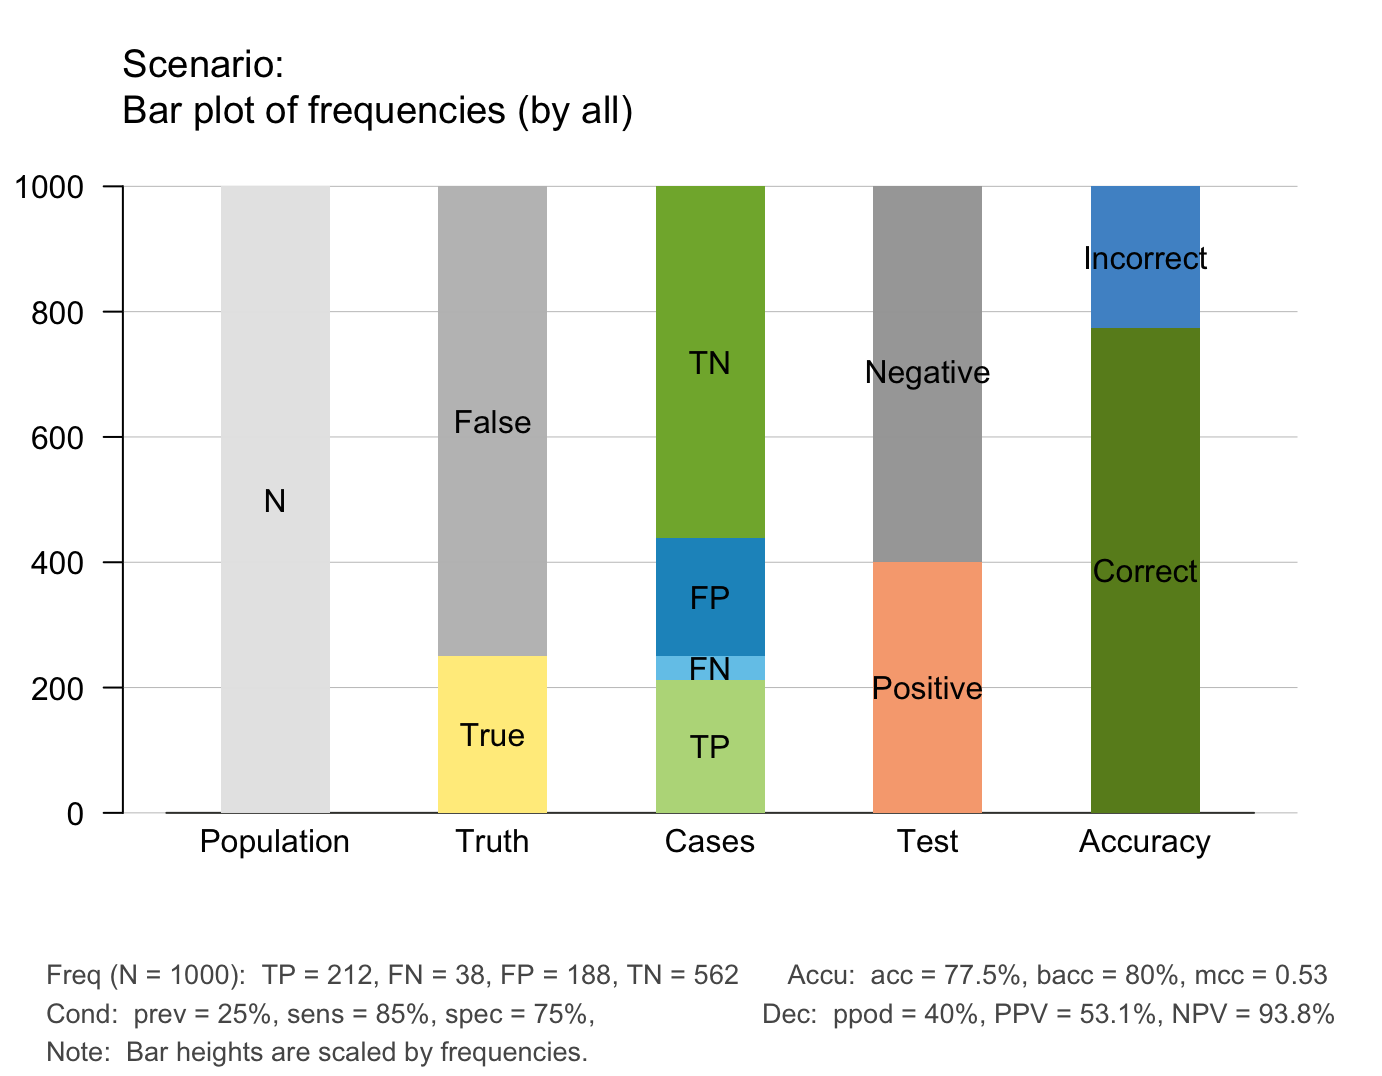 Scenario:
Bar plot of frequencies (by all)
1000
800
600
400
200
0
N
False
True
TN
FP
FN
TP
Negative
Positive
Incorrect
Correct
Population
Truth
Cases
Test
Accuracy
Freq (N = 1000):  TP = 212, FN = 38, FP = 188, TN = 562
Accu:  acc = 77.5%, bacc = 80%, mcc = 0.53
Cond:  prev = 25%, sens = 85%, spec = 75%,
Dec:  ppod = 40%, PPV = 53.1%, NPV = 93.8%
Note:  Bar heights are scaled by frequencies.